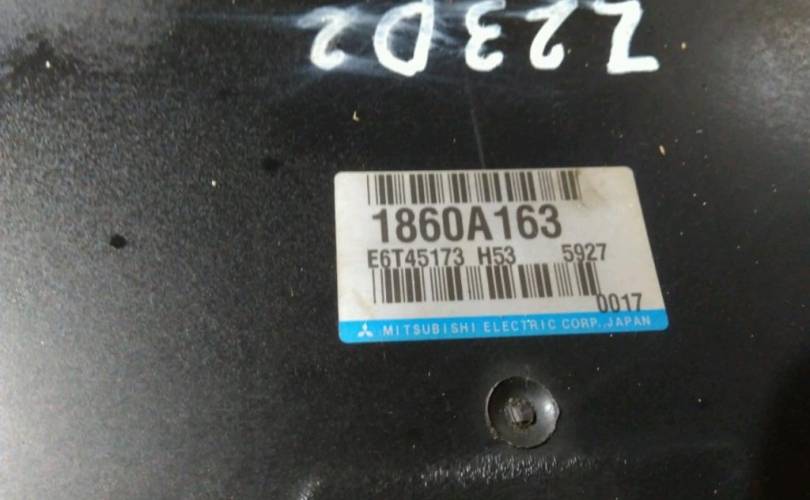 Z23D2
1860A163
E6T45173 H53 5927
0017
MITSUBISHI ELECTRIC CORP. JAPAN